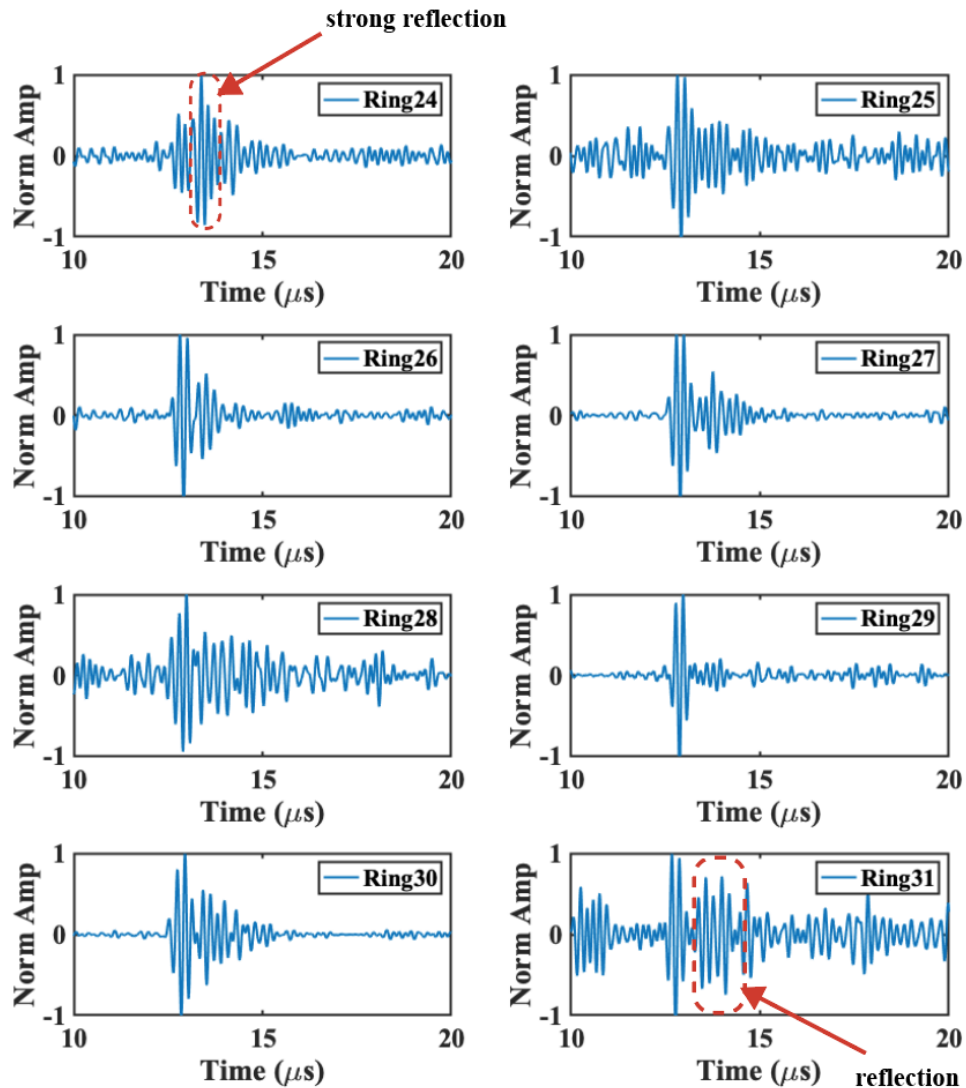 strong reflection
1
0
-1
Norm Amp
Ring24
10
15
20
Time (μs)
1
0
-1
Norm Amp
Ring25
10
15
20
Time (μs)
1
0
-1
Norm Amp
Ring26
10
15
20
Time (μs)
1
0
-1
Norm Amp
Ring27
10
15
20
Time (μs)
1
0
-1
Norm Amp
Ring28
10
15
20
Time (μs)
1
0
-1
Norm Amp
Ring29
10
15
20
Time (μs)
1
0
-1
Norm Amp
Ring30
10
15
20
Time (μs)
1
0
-1
Norm Amp
Ring31
10
15
20
Time (μs)
reflection